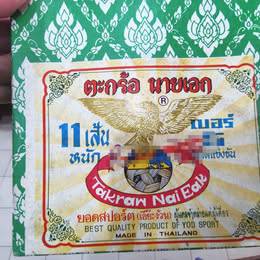 ตะกร้อ นายเอก
®
11 เส้น เบอร์
หนัก
Takraw Nai Eak
ยอดสปอร์ต
BEST QUALITY PRODUCT OF YOD SPORT
MADE IN THAILAND